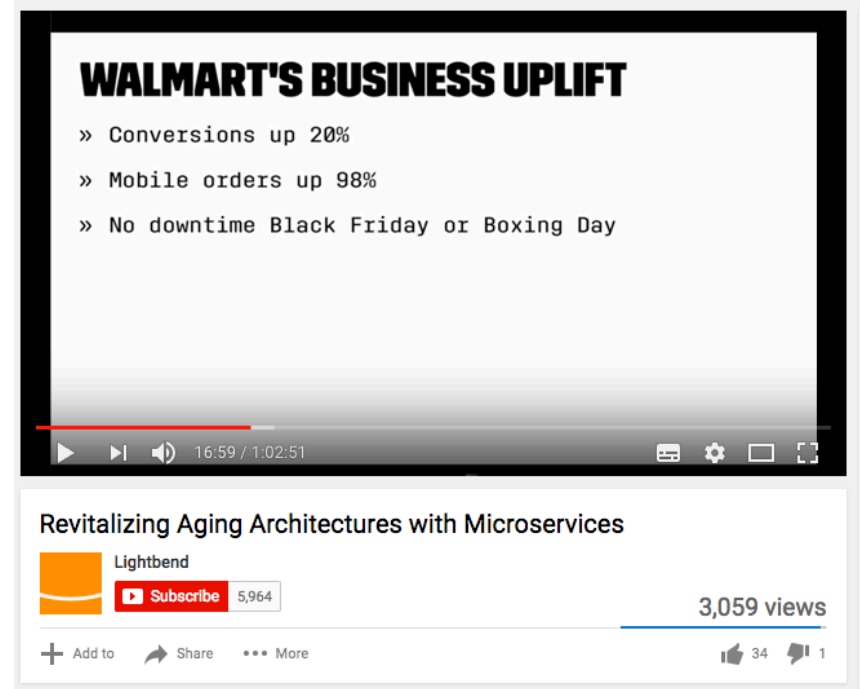 WALMART'S BUSINESS UPLIFT
» Conversions up 20%
» Mobile orders up 98%
» No downtime Black Friday or Boxing Day
16:59 / 1:02:51
Revitalizing Aging Architectures with Microservices
Lightbend
Subscribe 5,964
3,059 views
Add to Share More 34 1